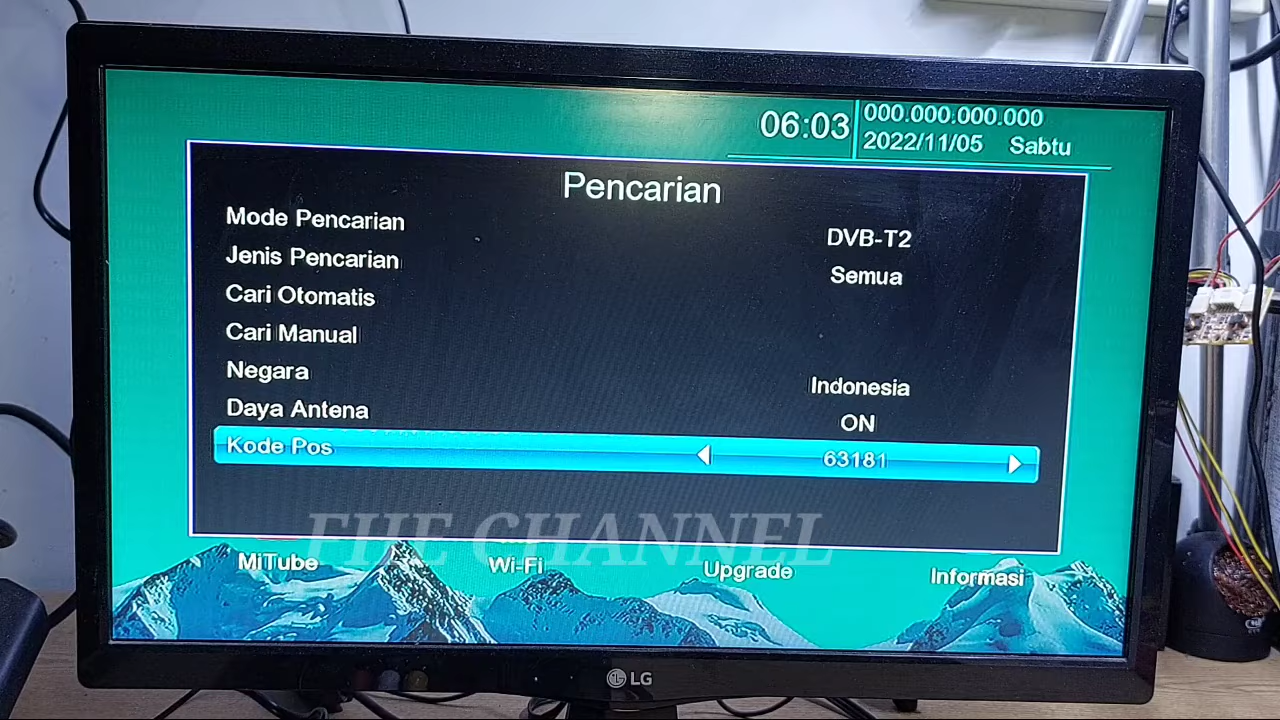 06:03
000.000.000.000
2022/11/05 Sabtu
Pencarian
Mode Pencarian DVB-T2
Jenis Pencarian Semua
Cari Otomatis
Cari Manual
Negara Indonesia
Daya Antena ON
Kode Pos 63181
FHE CHANNEL
MiTube Wi-Fi Upgrade Informasi
LG